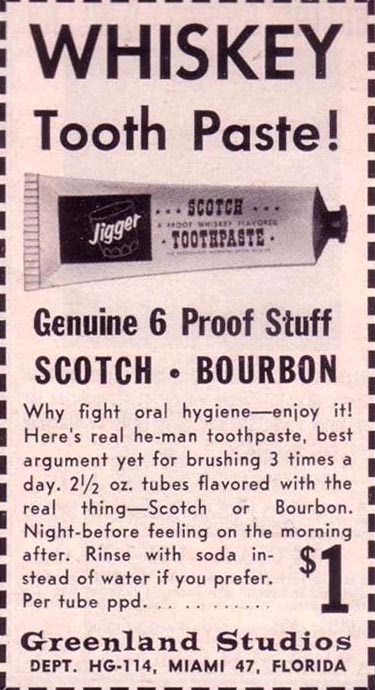 WHISKEY
Tooth Paste!
Jigger
SCOTCH
6 PROOF WHISKEY FLAVORED
TOOTHPASTE
Genuine 6 Proof Stuff
SCOTCH • BOURBON
Why fight oral hygiene—enjoy it!
Here's real he-man toothpaste, best
argument yet for brushing 3 times a
day. 2½ oz. tubes flavored with the
real thing—Scotch or Bourbon.
Night-before feeling on the morning
after. Rinse with soda in-
stead of water if you prefer.
Per tube ppd. . . . . . . . . . . .
$1
Greenland Studios
DEPT. HG-114, MIAMI 47, FLORIDA